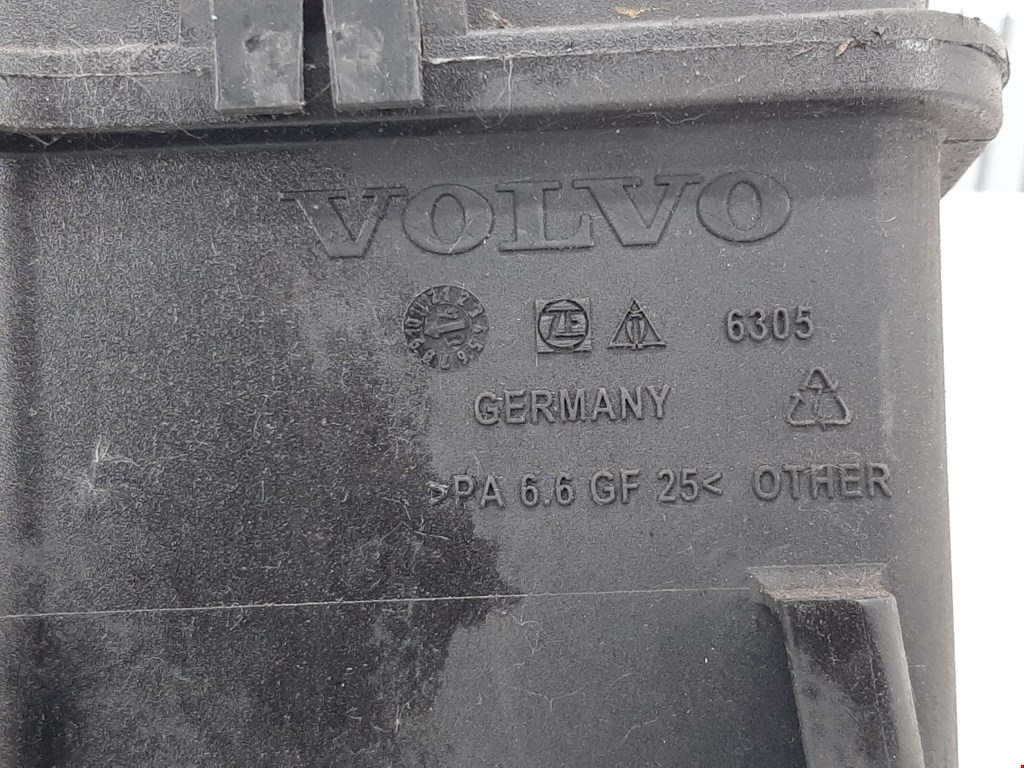 VOLVO
6305
GERMANY
>PA 6.6 GF 25< OTHER